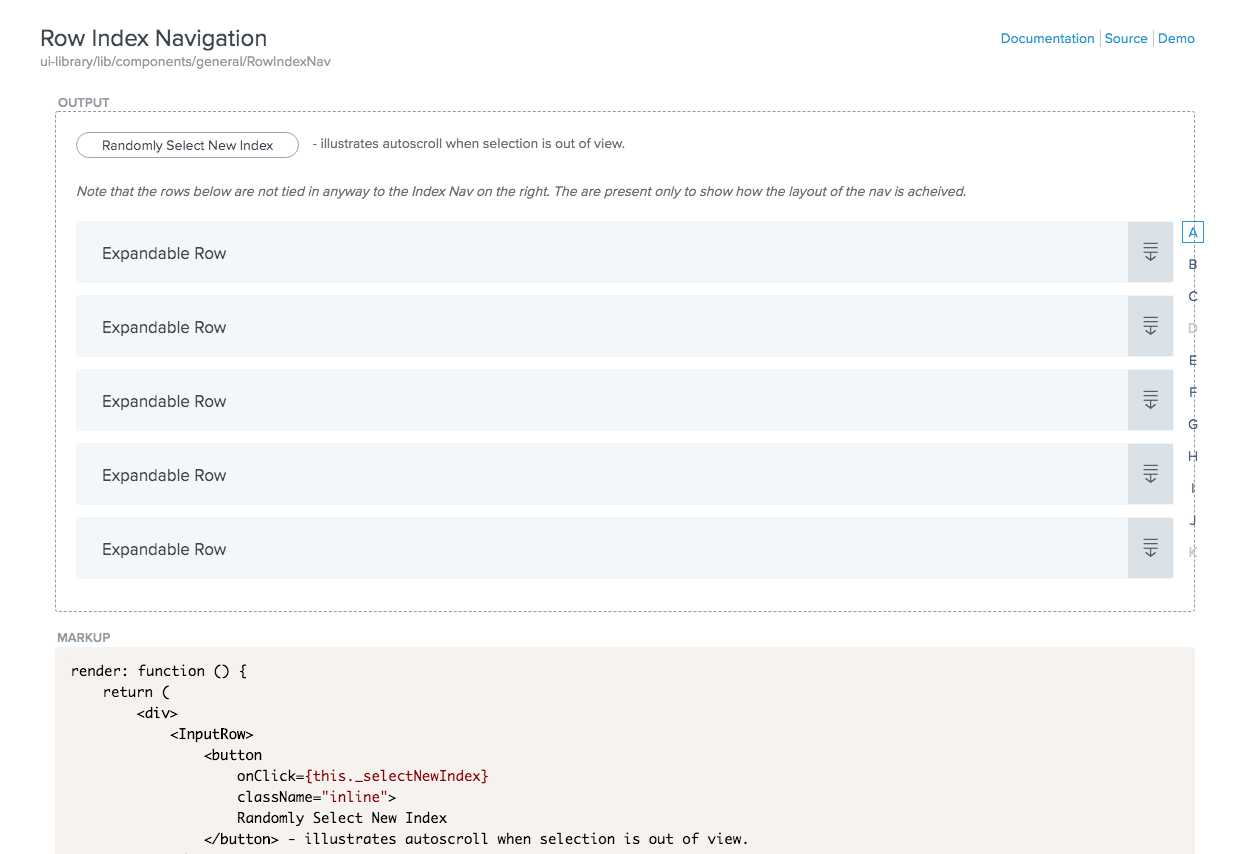 Row Index Navigation
Documentation Source Demo
ui-library/lib/components/general/RowIndexNav
OUTPUT
Randomly Select New Index - illustrates autoscroll when selection is out of view.
Note that the rows below are not tied in anyway to the Index Nav on the right. The are present only to show how the layout of the nav is acheived.
Expandable Row
Expandable Row
Expandable Row
Expandable Row
Expandable Row
A
B
C
D
E
F
G
H
I
J
K
MARKUP
render: function () {
    return (
        <div>
            <InputRow>
                <button
                    onClick={this._selectNewIndex}
                    className="inline">
                    Randomly Select New Index
                </button> - illustrates autoscroll when selection is out of view.